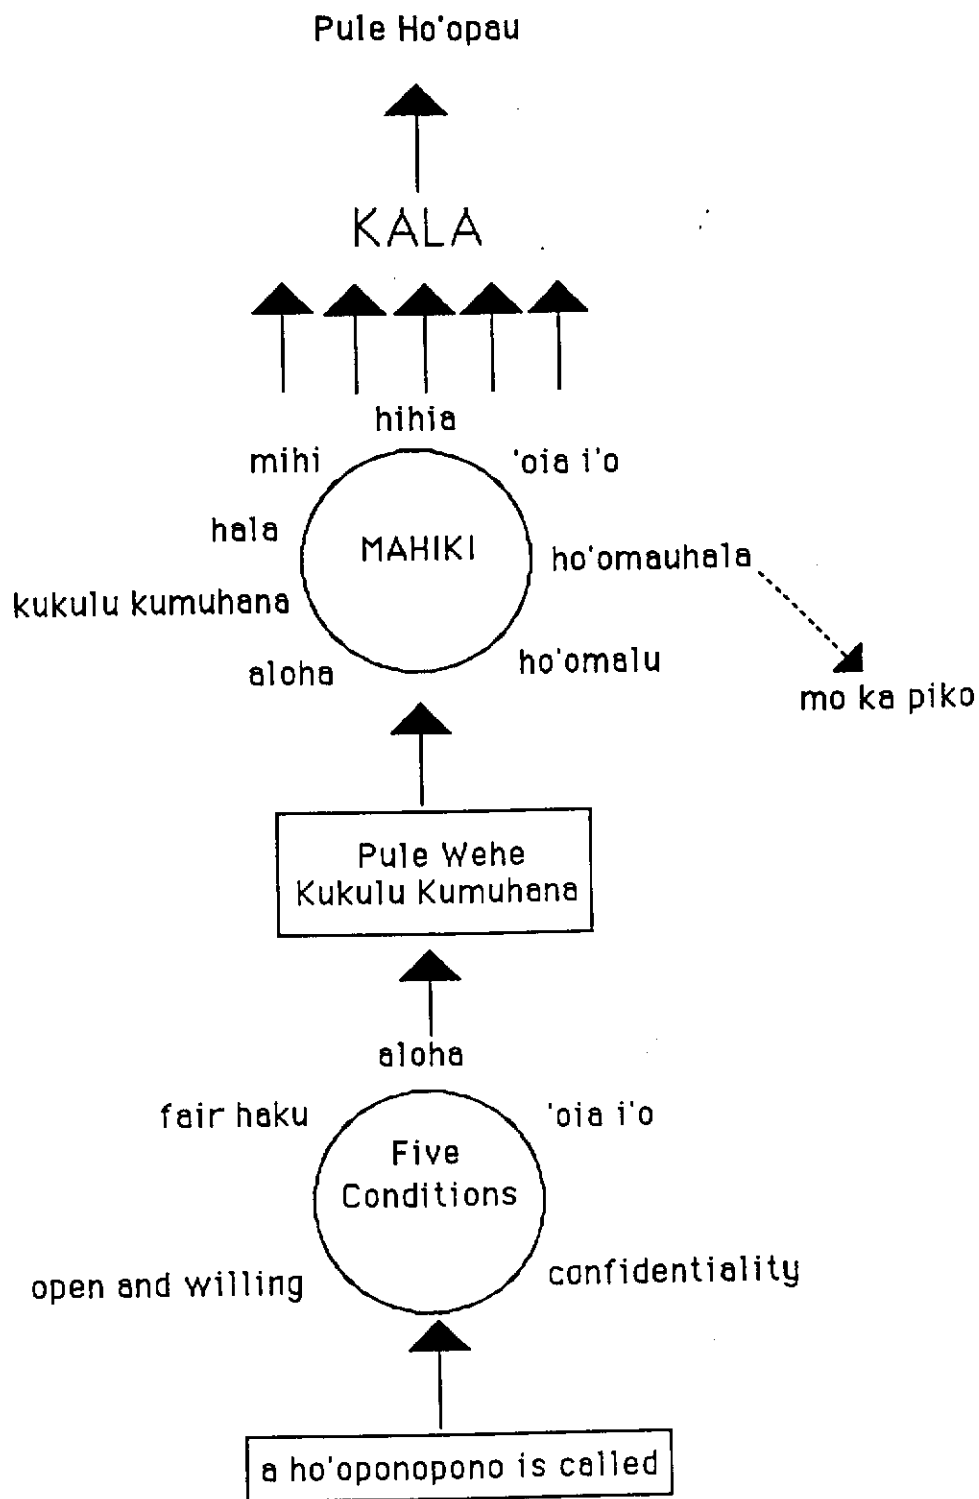 Pule Ho'opau
KALA
hihia
mihi
'oia i'o
hala
MAHIKI
ho'omauhala
kukulu kumuhana
aloha
ho'omalu
mo ka piko
Pule Wehe
Kukulu Kumuhana
aloha
fair haku
'oia i'o
Five
Conditions
open and willing
confidentiality
a ho'oponopono is called